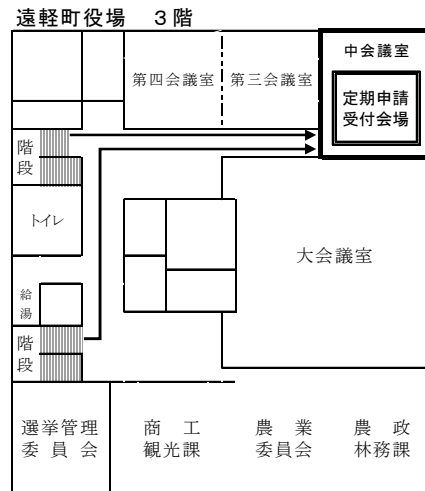 遠軽町役場　３階
中会議室
第四会議室
第三会議室
定期申請
受付会場
階
段
トイレ
大会議室
給
湯
階
段
選挙管理
委員会
商工
観光課
農業
委員会
農政
林務課